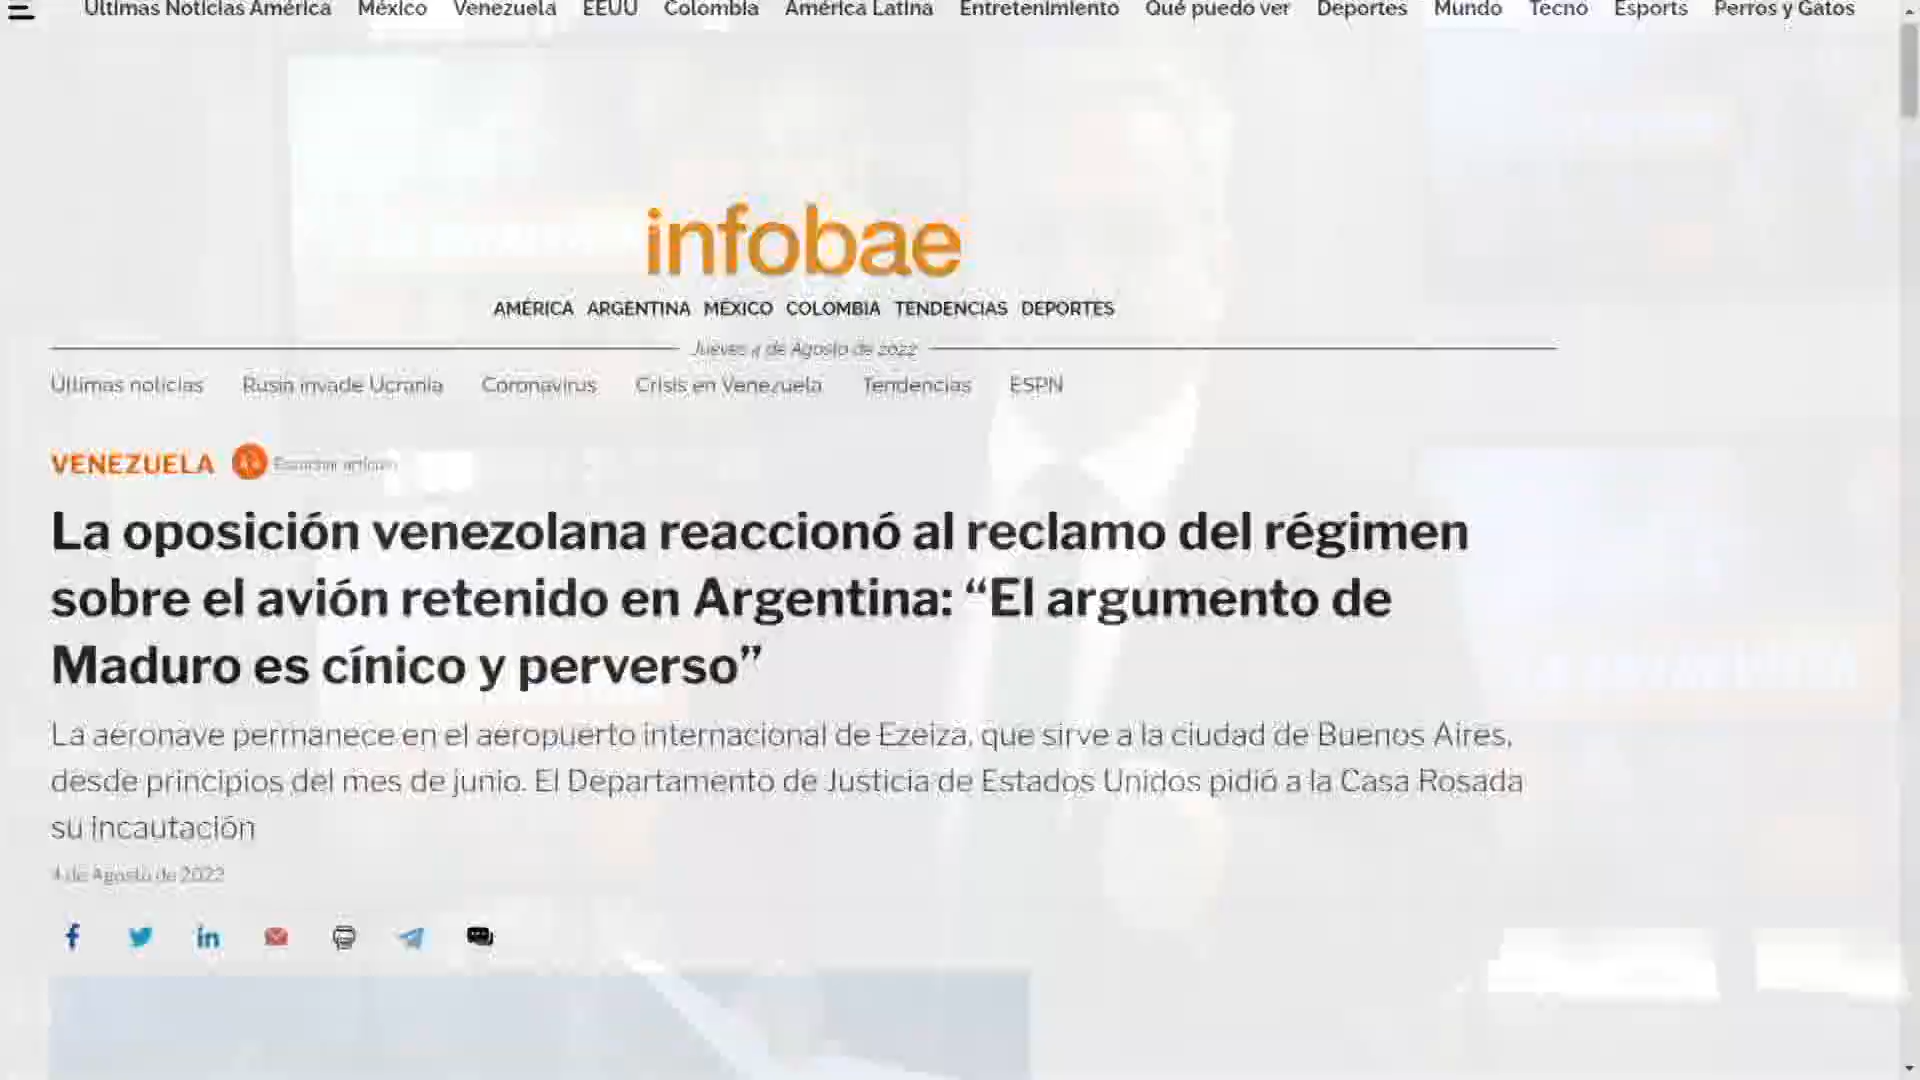 Últimas Noticias América México Venezuela EEUU Colombia América Latina Entretenimiento Qué puedo ver Deportes Mundo Tecno Esports Perros y Gatos
infobae
AMÉRICA ARGENTINA MÉXICO COLOMBIA TENDENCIAS DEPORTES
Jueves 4 de Agosto de 2022
Últimas noticias Rusia invade Ucrania Coronavirus Crisis en Venezuela Tendencias ESPN
VENEZUELA Escuchar artículo
La oposición venezolana reaccionó al reclamo del régimen
sobre el avión retenido en Argentina: “El argumento de
Maduro es cínico y perverso”
La aeronave permanece en el aeropuerto internacional de Ezeiza, que sirve a la ciudad de Buenos Aires,
desde principios del mes de junio. El Departamento de Justicia de Estados Unidos pidió a la Casa Rosada
su incautación
4 de Agosto de 2022